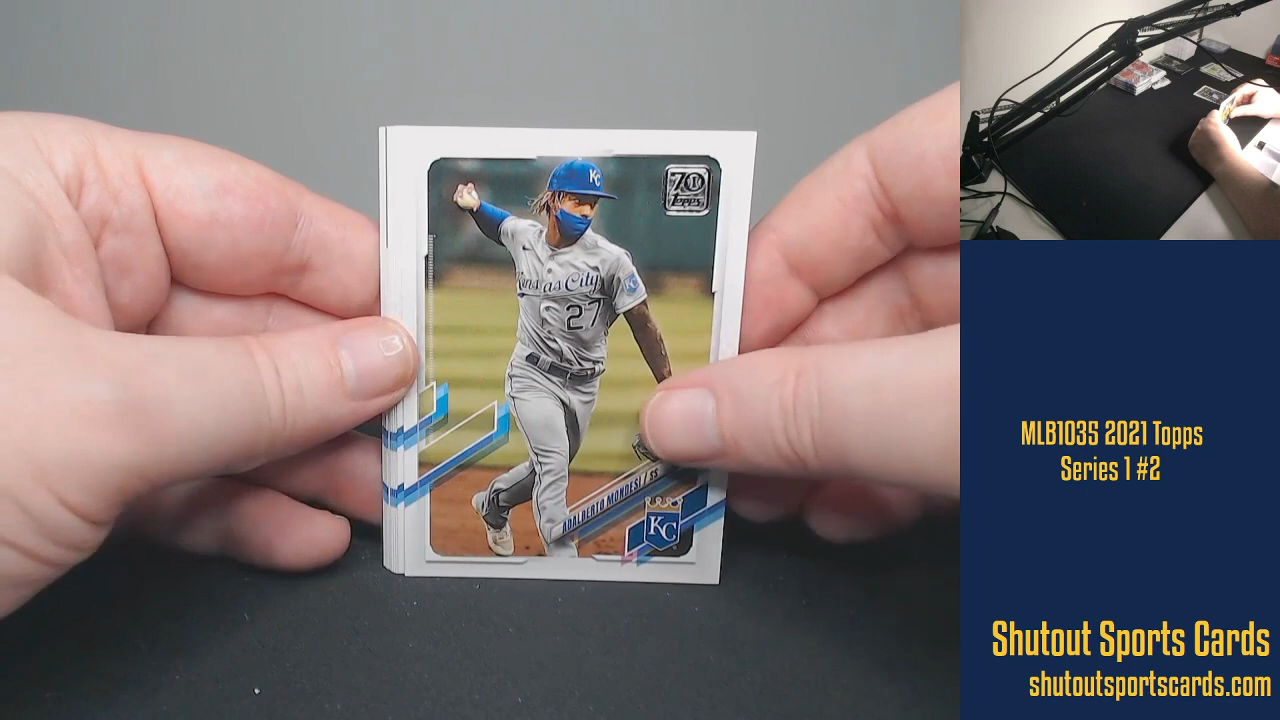 KC
70
Topps
Kansas City
27
ADALBERTO MONDESI / SS
KC
MLB1035 2021 Topps
Series 1 #2
Shutout Sports Cards
shutoutsportscards.com